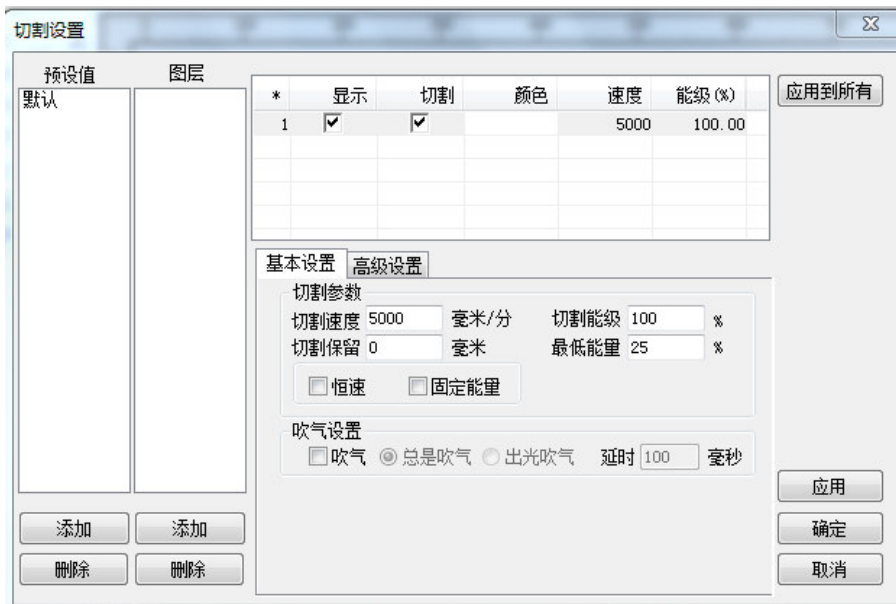 切割设置
预设值 图层
默认
* 显示 切割 颜色 速度 能级(%)
1 5000 100.00
应用到所有
基本设置 高级设置
切割参数
切割速度 5000 毫米/分 切割能级 100 %
切割保留 0 毫米 最低能量 25 %
恒速 固定能量
吹气设置
吹气 总是吹气 出光吹气 延时 100 毫秒
添加 添加
删除 删除
应用
确定
取消